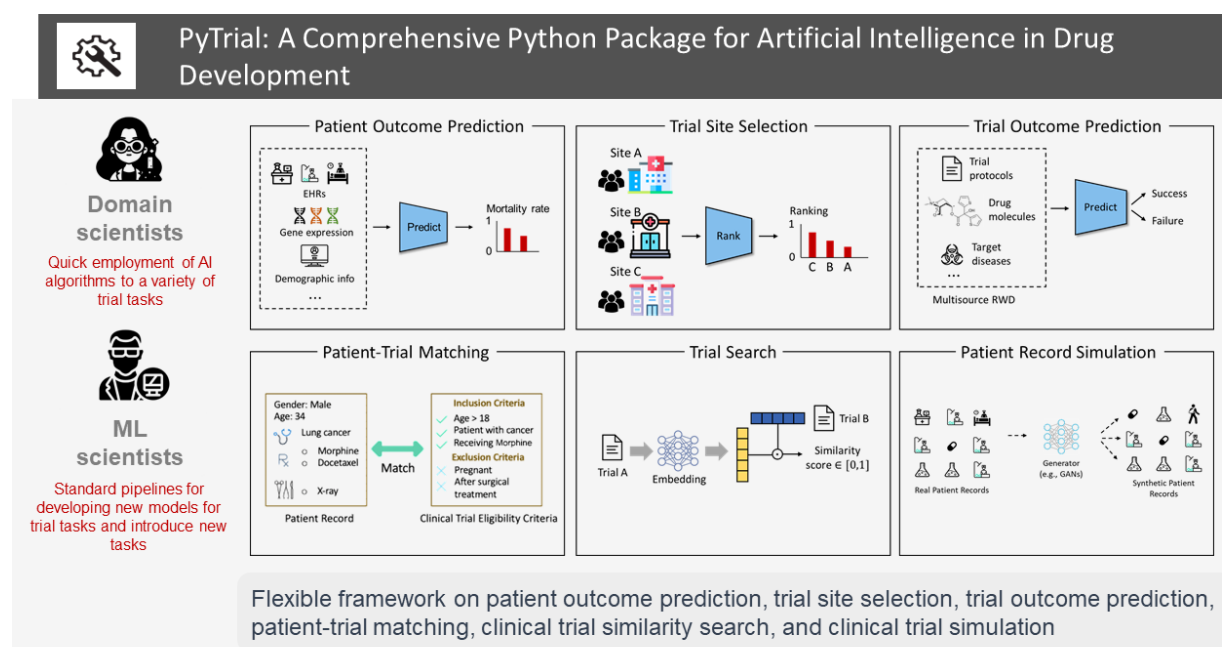 PyTrial: A Comprehensive Python Package for Artificial Intelligence in Drug
Development
Domain
scientists
Quick employment of AI
algorithms to a variety of
trial tasks
ML
scientists
Standard pipelines for
developing new models for
trial tasks and introduce new
tasks
Patient Outcome Prediction
EHRs
Gene expression
Demographic info
...
Predict
Mortality rate
1
0
Trial Site Selection
Site A
Site B
Site C
Rank
Ranking
1
0
C B A
Trial Outcome Prediction
Trial
protocols
Drug
molecules
Target
diseases
...
Multisource RWD
Predict
Success
Failure
Patient-Trial Matching
Gender: Male
Age: 34
Lung cancer
Morphine
Rx
Docetaxel
X-ray
Patient Record
Match
Inclusion Criteria
Age > 18
Patient with cancer
Receiving Morphine
Exclusion Criteria
Pregnant
After surgical
treatment
Clinical Trial Eligibility Criteria
Trial Search
Trial A
Embedding
Trial B
Similarity
score ∈ [0,1]
Patient Record Simulation
Real Patient Records
Generator
(e.g., GANs)
Synthetic Patient
Records
Flexible framework on patient outcome prediction, trial site selection, trial outcome prediction,
patient-trial matching, clinical trial similarity search, and clinical trial simulation